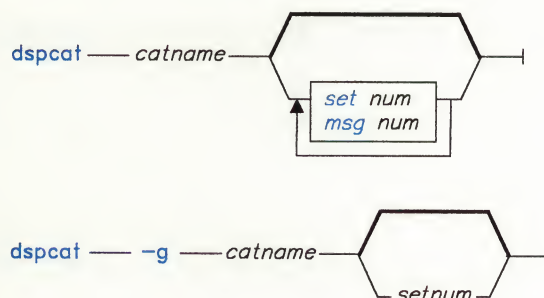 dspcat catname
set num
msg num
dspcat -g catname
setnum